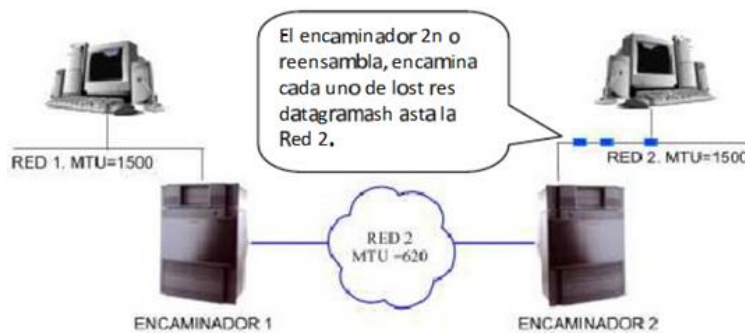 El encaminador 2n o
reensambla, encamina
cada uno de lost res
datagramash asta la
Red 2.
RED 1. MTU=1500
RED 2. MTU=1500
RED 2
MTU =620
ENCAMINADOR 1
ENCAMINADOR 2